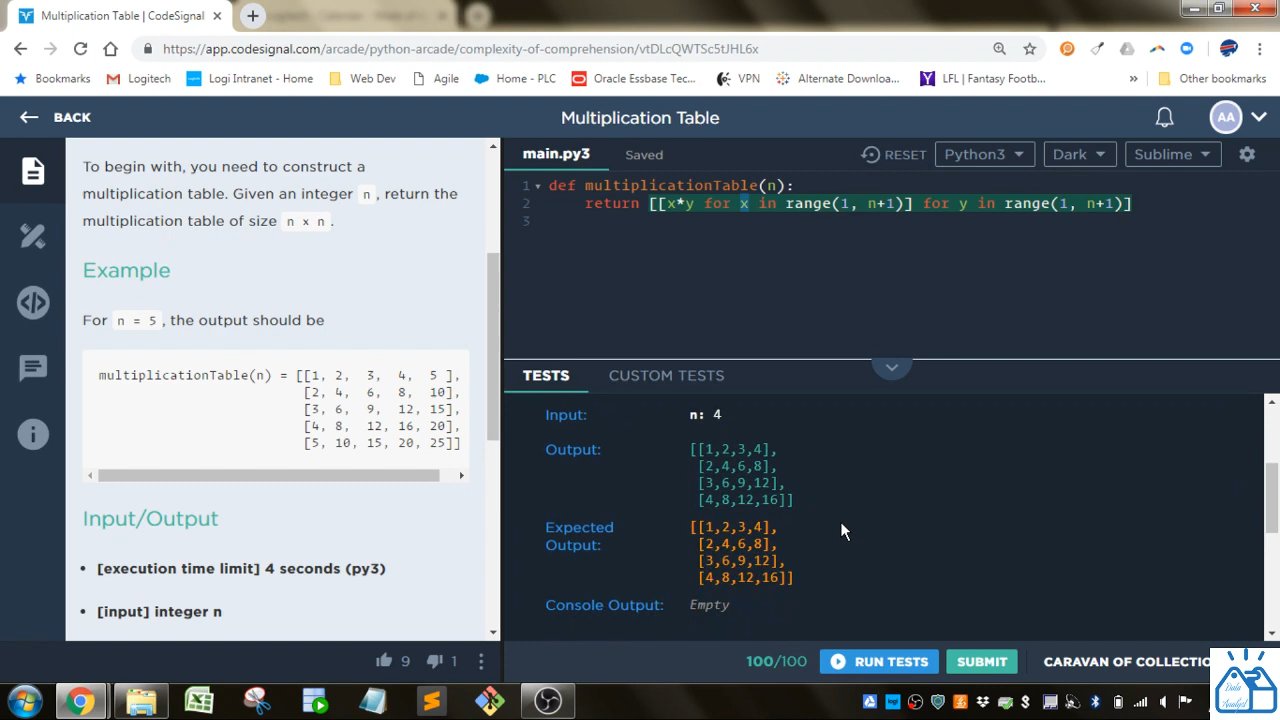 Multiplication Table | CodeSignal
https://app.codesignal.com/arcade/python-arcade/complexity-of-comprehension/vtDLcQWTSc5tJHL6x
Bookmarks Logitech Logi Intranet - Home Web Dev Agile Home - PLC Oracle Essbase Tec... VPN Alternate Downloa... LFL | Fantasy Footb... » Other bookmarks
BACK
Multiplication Table
AA
To begin with, you need to construct a
multiplication table. Given an integer n , return the
multiplication table of size n x n .
Example
For n = 5 , the output should be
multiplicationTable(n) = [[1, 2, 3, 4, 5 ],
[2, 4, 6, 8, 10],
[3, 6, 9, 12, 15],
[4, 8, 12, 16, 20],
[5, 10, 15, 20, 25]]
Input/Output
• [execution time limit] 4 seconds (py3)
• [input] integer n
9 1
main.py3 Saved RESET Python3 Dark Sublime
1 def multiplicationTable(n):
2 return [[x*y for x in range(1, n+1)] for y in range(1, n+1)]
3
TESTS CUSTOM TESTS
Input: n: 4
Output: [[1,2,3,4],
[2,4,6,8],
[3,6,9,12],
[4,8,12,16]]
Expected Output: [[1,2,3,4],
[2,4,6,8],
[3,6,9,12],
[4,8,12,16]]
Console Output: Empty
100/100 RUN TESTS SUBMIT CARAVAN OF COLLECTIO
Data
Analyst